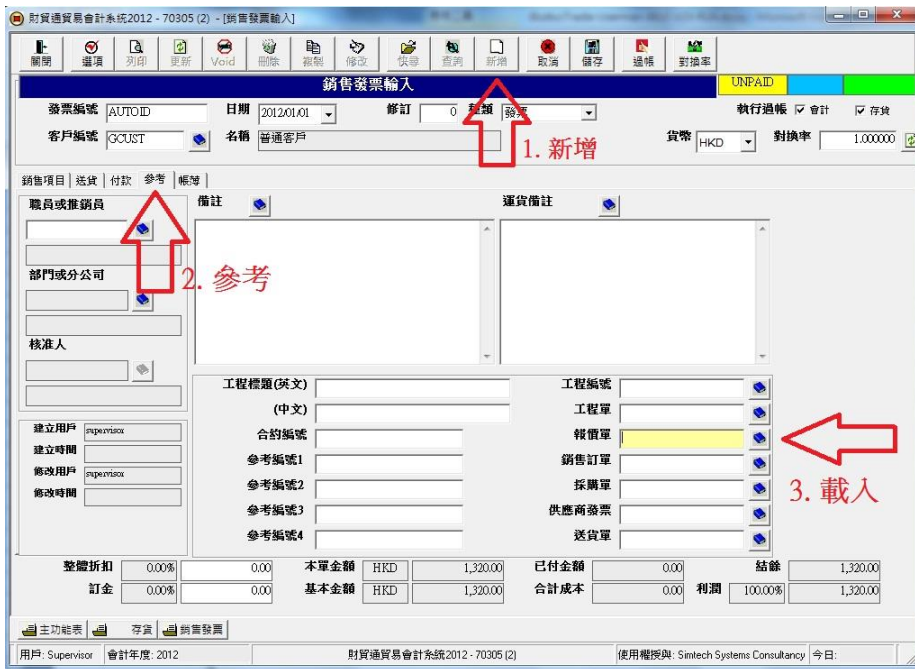 財貿通貿易會計系統2012 - 70305 (2) - [銷售發票輸入]
關閉 選項 列印 更新 Void 刪除 複製 修改 快尋 查詢 新增 取消 儲存 過帳 對換率
銷售發票輸入 UNPAID
發票編號 AUTOID 日期 2012/01/01 修訂 0 種類 發票 執行過帳 會計 存貨
客戶編號 GCUST 名稱 普通客戶 貨幣 HKD 對換率 1.000000
1. 新增
銷售項目 送貨 付款 參考 帳簿
職員或推銷員 備註 運貨備註
2. 參考
部門或分公司
核准人
工程標題(英文) 工程編號
(中文) 工程單
合約編號 報價單
參考編號1 銷售訂單
參考編號2 採購單
參考編號3 供應商發票
參考編號4 送貨單
3. 載入
建立用戶 supervisor
建立時間
修改用戶 supervisor
修改時間
整體折扣 0.00% 0.00 本單金額 HKD 1,320.00 已付金額 0.00 結餘 1,320.00
訂金 0.00% 0.00 基本金額 HKD 1,320.00 合計成本 0.00 利潤 100.00% 1,320.00
主功能表 存貨 銷售發票
用戶: Supervisor 會計年度: 2012 財貿通貿易會計系統2012 - 70305 (2) 使用權授與: Simtech Systems Consultancy 今日: